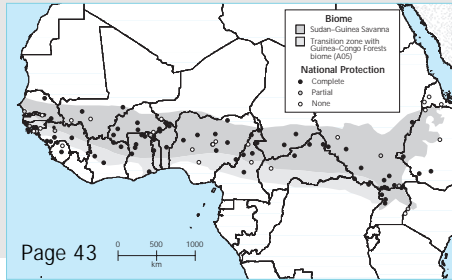 Biome
Sudan–Guinea Savanna
Transition zone with
Guinea–Congo Forests
biome (A05)
National Protection
Complete
Partial
None
Page 43
0 500 1000
km